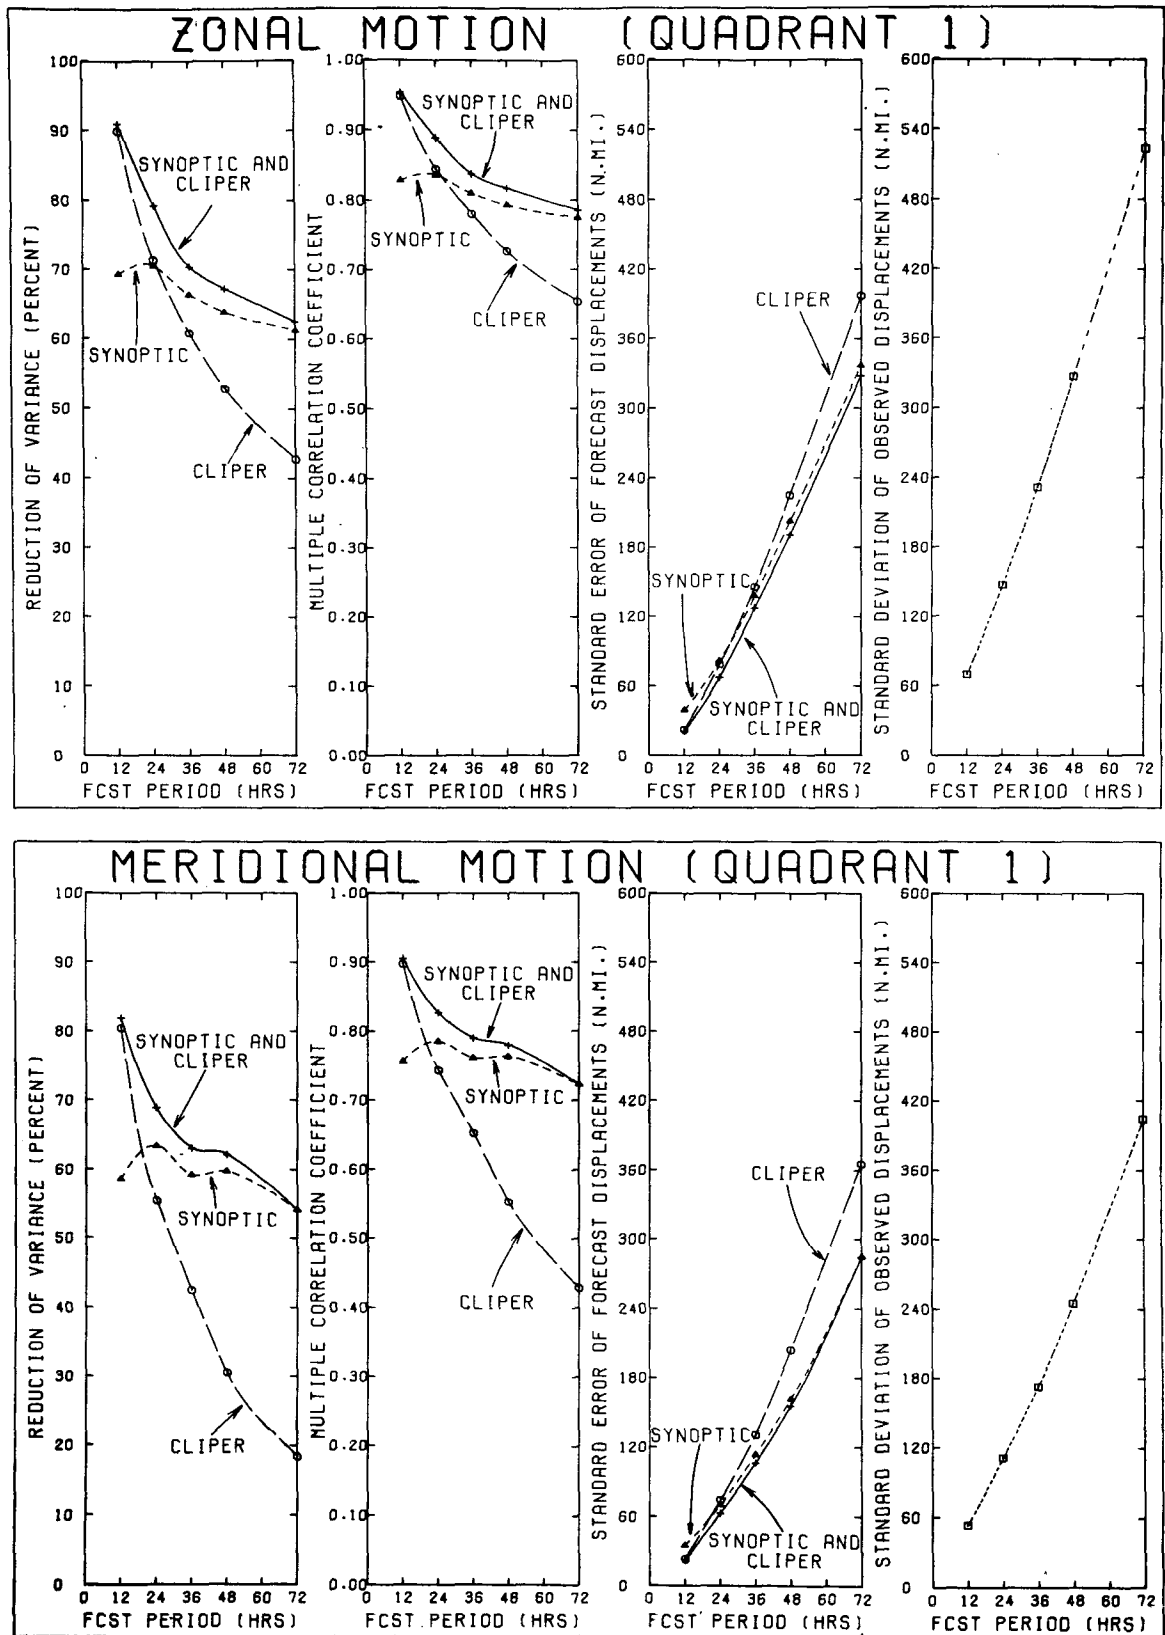 ZONAL MOTION (QUADRANT 1)
REDUCTION OF VARIANCE (PERCENT)
100
90
80
70
60
50
40
30
20
10
0
SYNOPTIC AND
CLIPER
SYNOPTIC
CLIPER
0 12 24 36 48 60 72
FCST PERIOD (HRS)
MULTIPLE CORRELATION COEFFICIENT
1.00
0.90
0.80
0.70
0.60
0.50
0.40
0.30
0.20
0.10
0.00
SYNOPTIC AND
CLIPER
SYNOPTIC
CLIPER
0 12 24 36 48 60 72
FCST PERIOD (HRS)
STANDARD ERROR OF FORECAST DISPLACEMENTS (N.MI.)
600
540
480
420
360
300
240
180
120
60
0
CLIPER
SYNOPTIC
SYNOPTIC AND
CLIPER
0 12 24 36 48 60 72
FCST PERIOD (HRS)
STANDARD DEVIATION OF OBSERVED DISPLACEMENTS (N.MI.)
600
540
480
420
360
300
240
180
120
60
0
0 12 24 36 48 60 72
FCST PERIOD (HRS)
MERIDIONAL MOTION (QUADRANT 1)
REDUCTION OF VARIANCE (PERCENT)
100
90
80
70
60
50
40
30
20
10
0
SYNOPTIC AND
CLIPER
SYNOPTIC
CLIPER
0 12 24 36 48 60 72
FCST PERIOD (HRS)
MULTIPLE CORRELATION COEFFICIENT
1.00
0.90
0.80
0.70
0.60
0.50
0.40
0.30
0.20
0.10
0.00
SYNOPTIC AND
CLIPER
SYNOPTIC
CLIPER
0 12 24 36 48 60 72
FCST PERIOD (HRS)
STANDARD ERROR OF FORECAST DISPLACEMENTS (N.MI.)
600
540
480
420
360
300
240
180
120
60
0
CLIPER
SYNOPTIC
SYNOPTIC AND
CLIPER
0 12 24 36 48 60 72
FCST PERIOD (HRS)
STANDARD DEVIATION OF OBSERVED DISPLACEMENTS (N.MI.)
600
540
480
420
360
300
240
180
120
60
0
0 12 24 36 48 60 72
FCST PERIOD (HRS)